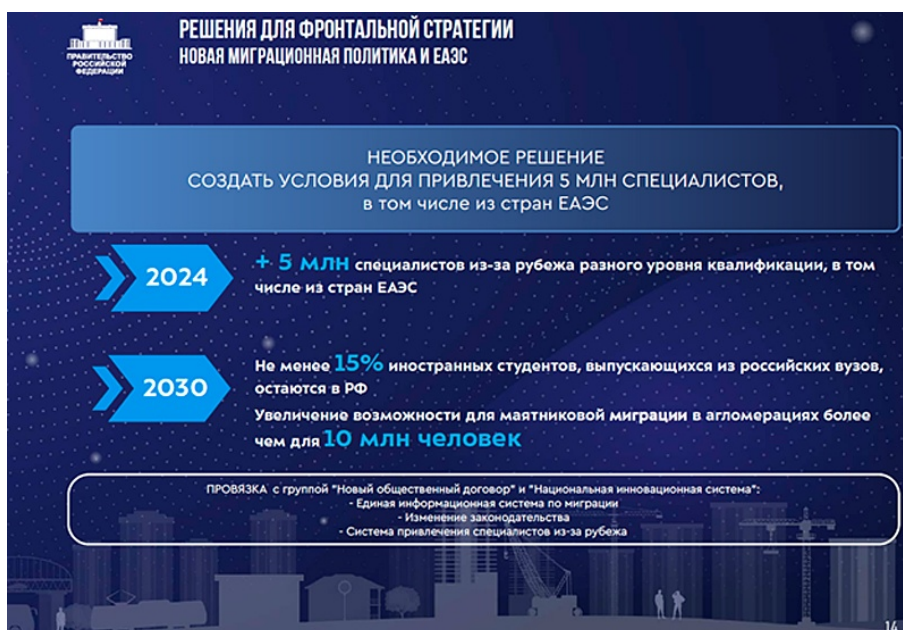 РЕШЕНИЯ ДЛЯ ФРОНТАЛЬНОЙ СТРАТЕГИИ
НОВАЯ МИГРАЦИОННАЯ ПОЛИТИКА И ЕАЭС
ПРАВИТЕЛЬСТВО
РОССИЙСКОЙ
ФЕДЕРАЦИИ
НЕОБХОДИМОЕ РЕШЕНИЕ
СОЗДАТЬ УСЛОВИЯ ДЛЯ ПРИВЛЕЧЕНИЯ 5 МЛН СПЕЦИАЛИСТОВ,
в том числе из стран ЕАЭС
2024
+ 5 млн специалистов из-за рубежа разного уровня квалификации, в том
числе из стран ЕАЭС
2030
Не менее 15% иностранных студентов, выпускающихся из российских вузов,
остаются в РФ
Увеличение возможности для маятниковой миграции в агломерациях более
чем для 10 млн человек
ПРОВЯЗКА с группой "Новый общественный договор" и "Национальная инновационная система":
- Единая информационная система по миграции
- Изменение законодательства
- Система привлечения специалистов из-за рубежа
14